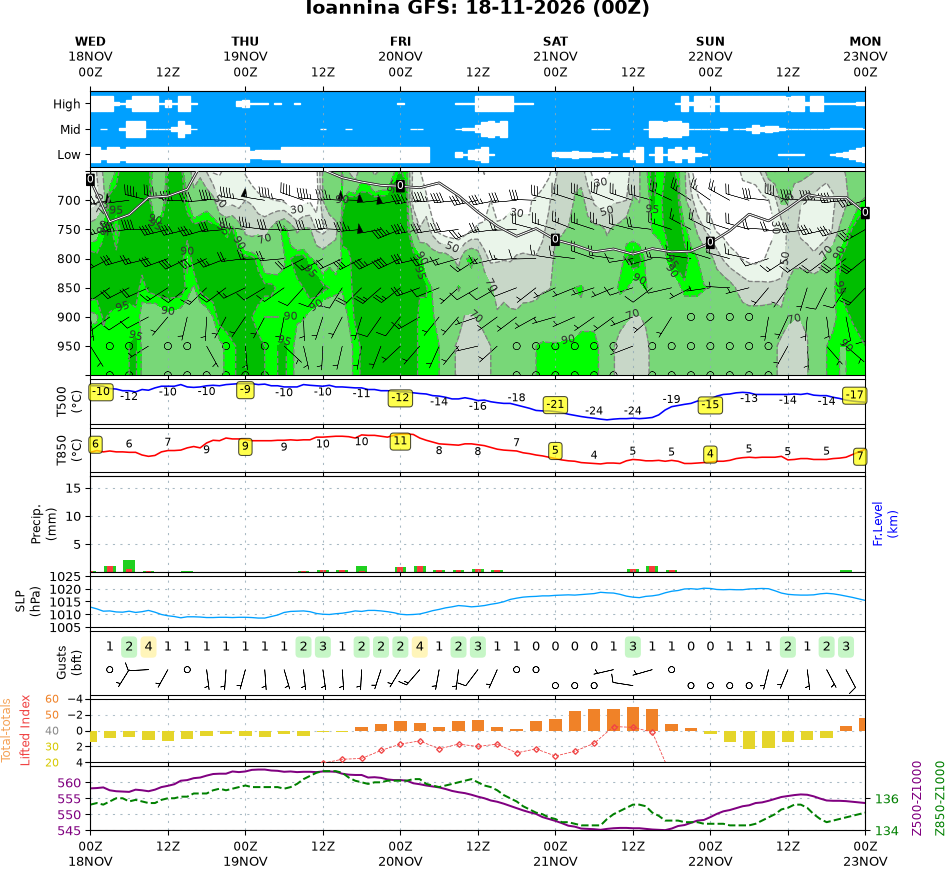 Ioannina GFS: 18-11-2026 (00Z)
WED THU FRI SAT SUN MON
18NOV 19NOV 20NOV 21NOV 22NOV 23NOV
00Z 12Z 00Z 12Z 00Z 12Z 00Z 12Z 00Z 12Z 00Z
High
Mid
Low
700
750
800
850
900
950
T500
(°C)
-10 -12 -10 -10 -9 -10 -10 -11 -12 -14 -16 -18 -21 -24 -24 -19 -15 -13 -14 -14 -17
T850
(°C)
6 6 7 9 9 9 10 10 11 8 8 7 5 4 5 5 4 5 5 5 7
Precip.
(mm)
15
10
5
Fr.Level
(km)
SLP
(hPa)
1025
1020
1015
1010
1005
Gusts
(bft)
1 2 4 1 1 1 1 1 1 1 2 3 1 2 2 2 4 1 2 3 1 1 0 0 0 0 1 3 1 1 0 0 1 1 1 2 1 2 3
Total-totals
Lifted Index
60 −4
50 −2
40 0
30 2
20 4
560
555
550
545
136
134
Z500-Z1000
Z850-Z1000
00Z 12Z 00Z 12Z 00Z 12Z 00Z 12Z 00Z 12Z 00Z
18NOV 19NOV 20NOV 21NOV 22NOV 23NOV